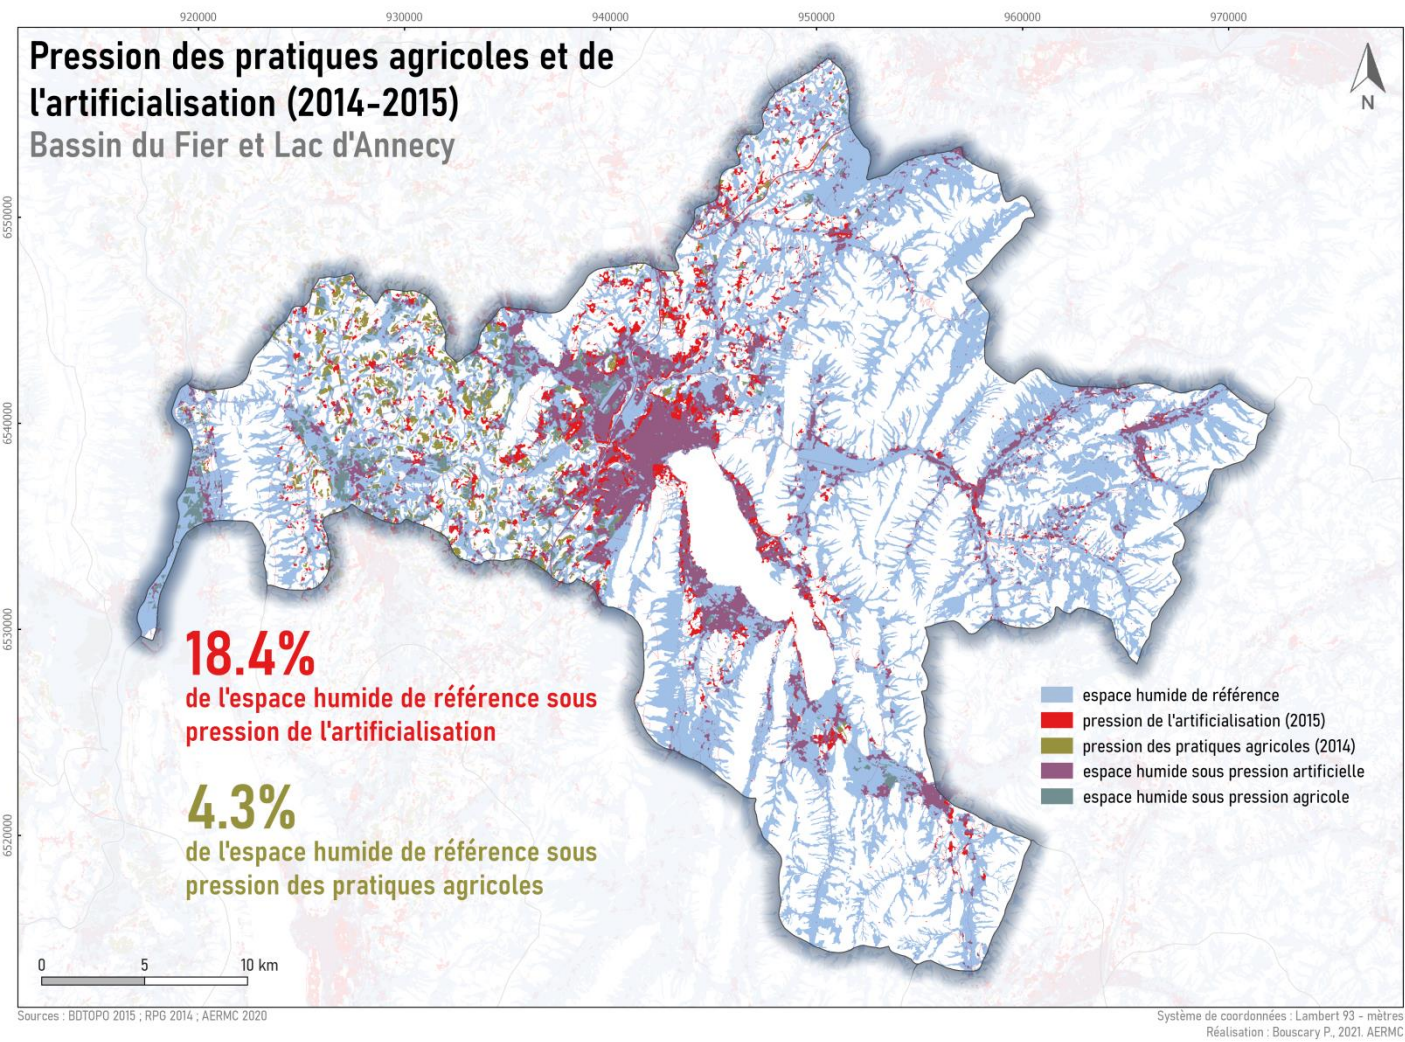 920000
930000
940000
950000
960000
970000
Pression des pratiques agricoles et de
l'artificialisation (2014-2015)
Bassin du Fier et Lac d'Annecy
N
6550000
6540000
6530000
6520000
18.4%
de l'espace humide de référence sous
pression de l'artificialisation
4.3%
de l'espace humide de référence sous
pression des pratiques agricoles
espace humide de référence
pression de l'artificialisation (2015)
pression des pratiques agricoles (2014)
espace humide sous pression artificielle
espace humide sous pression agricole
0 5 10 km
Sources : BDTOPO 2015 ; RPG 2014 ; AERMC 2020
Système de coordonnées : Lambert 93 - mètres
Réalisation : Bouscary P., 2021. AERMC